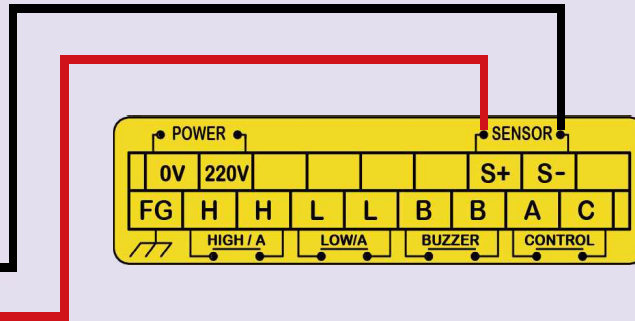 POWER SENSOR
0V 220V S+ S-
FG H H L L B B A C
HIGH / A LOW/A BUZZER CONTROL